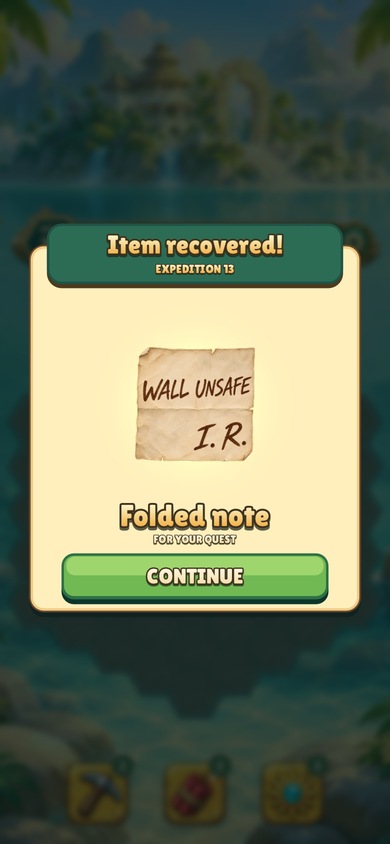 Item recovered!
EXPEDITION 13
WALL UNSAFE
I. R.
Folded note
FOR YOUR QUEST
CONTINUE